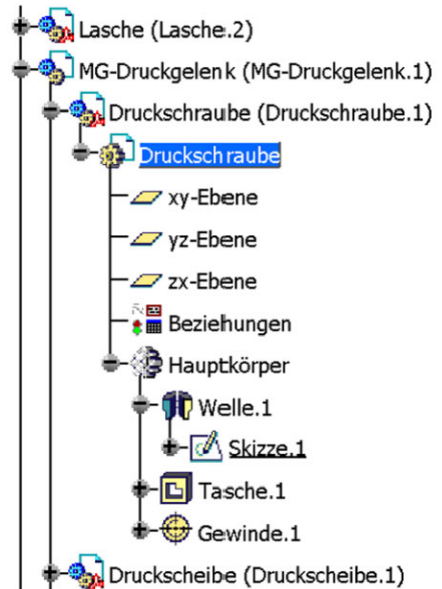 Lasche (Lasche.2)
MG-Druckgelenk (MG-Druckgelenk.1)
Druckschraube (Druckschraube.1)
Druckschraube
xy-Ebene
yz-Ebene
zx-Ebene
Beziehungen
Hauptkörper
Welle.1
Skizze.1
Tasche.1
Gewinde.1
Druckscheibe (Druckscheibe.1)